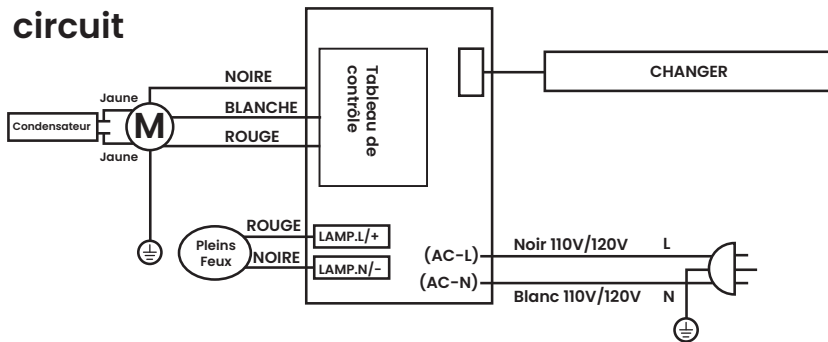 circuit
NOIRE
Jaune
BLANCHE
Condensateur
M
ROUGE
Jaune
Tableau de
contrôle
CHANGER
ROUGE
LAMP.L/+
Pleins
Feux
NOIRE
LAMP.N/-
(AC-L)
Noir 110V/120V L
(AC-N)
Blanc 110V/120V N